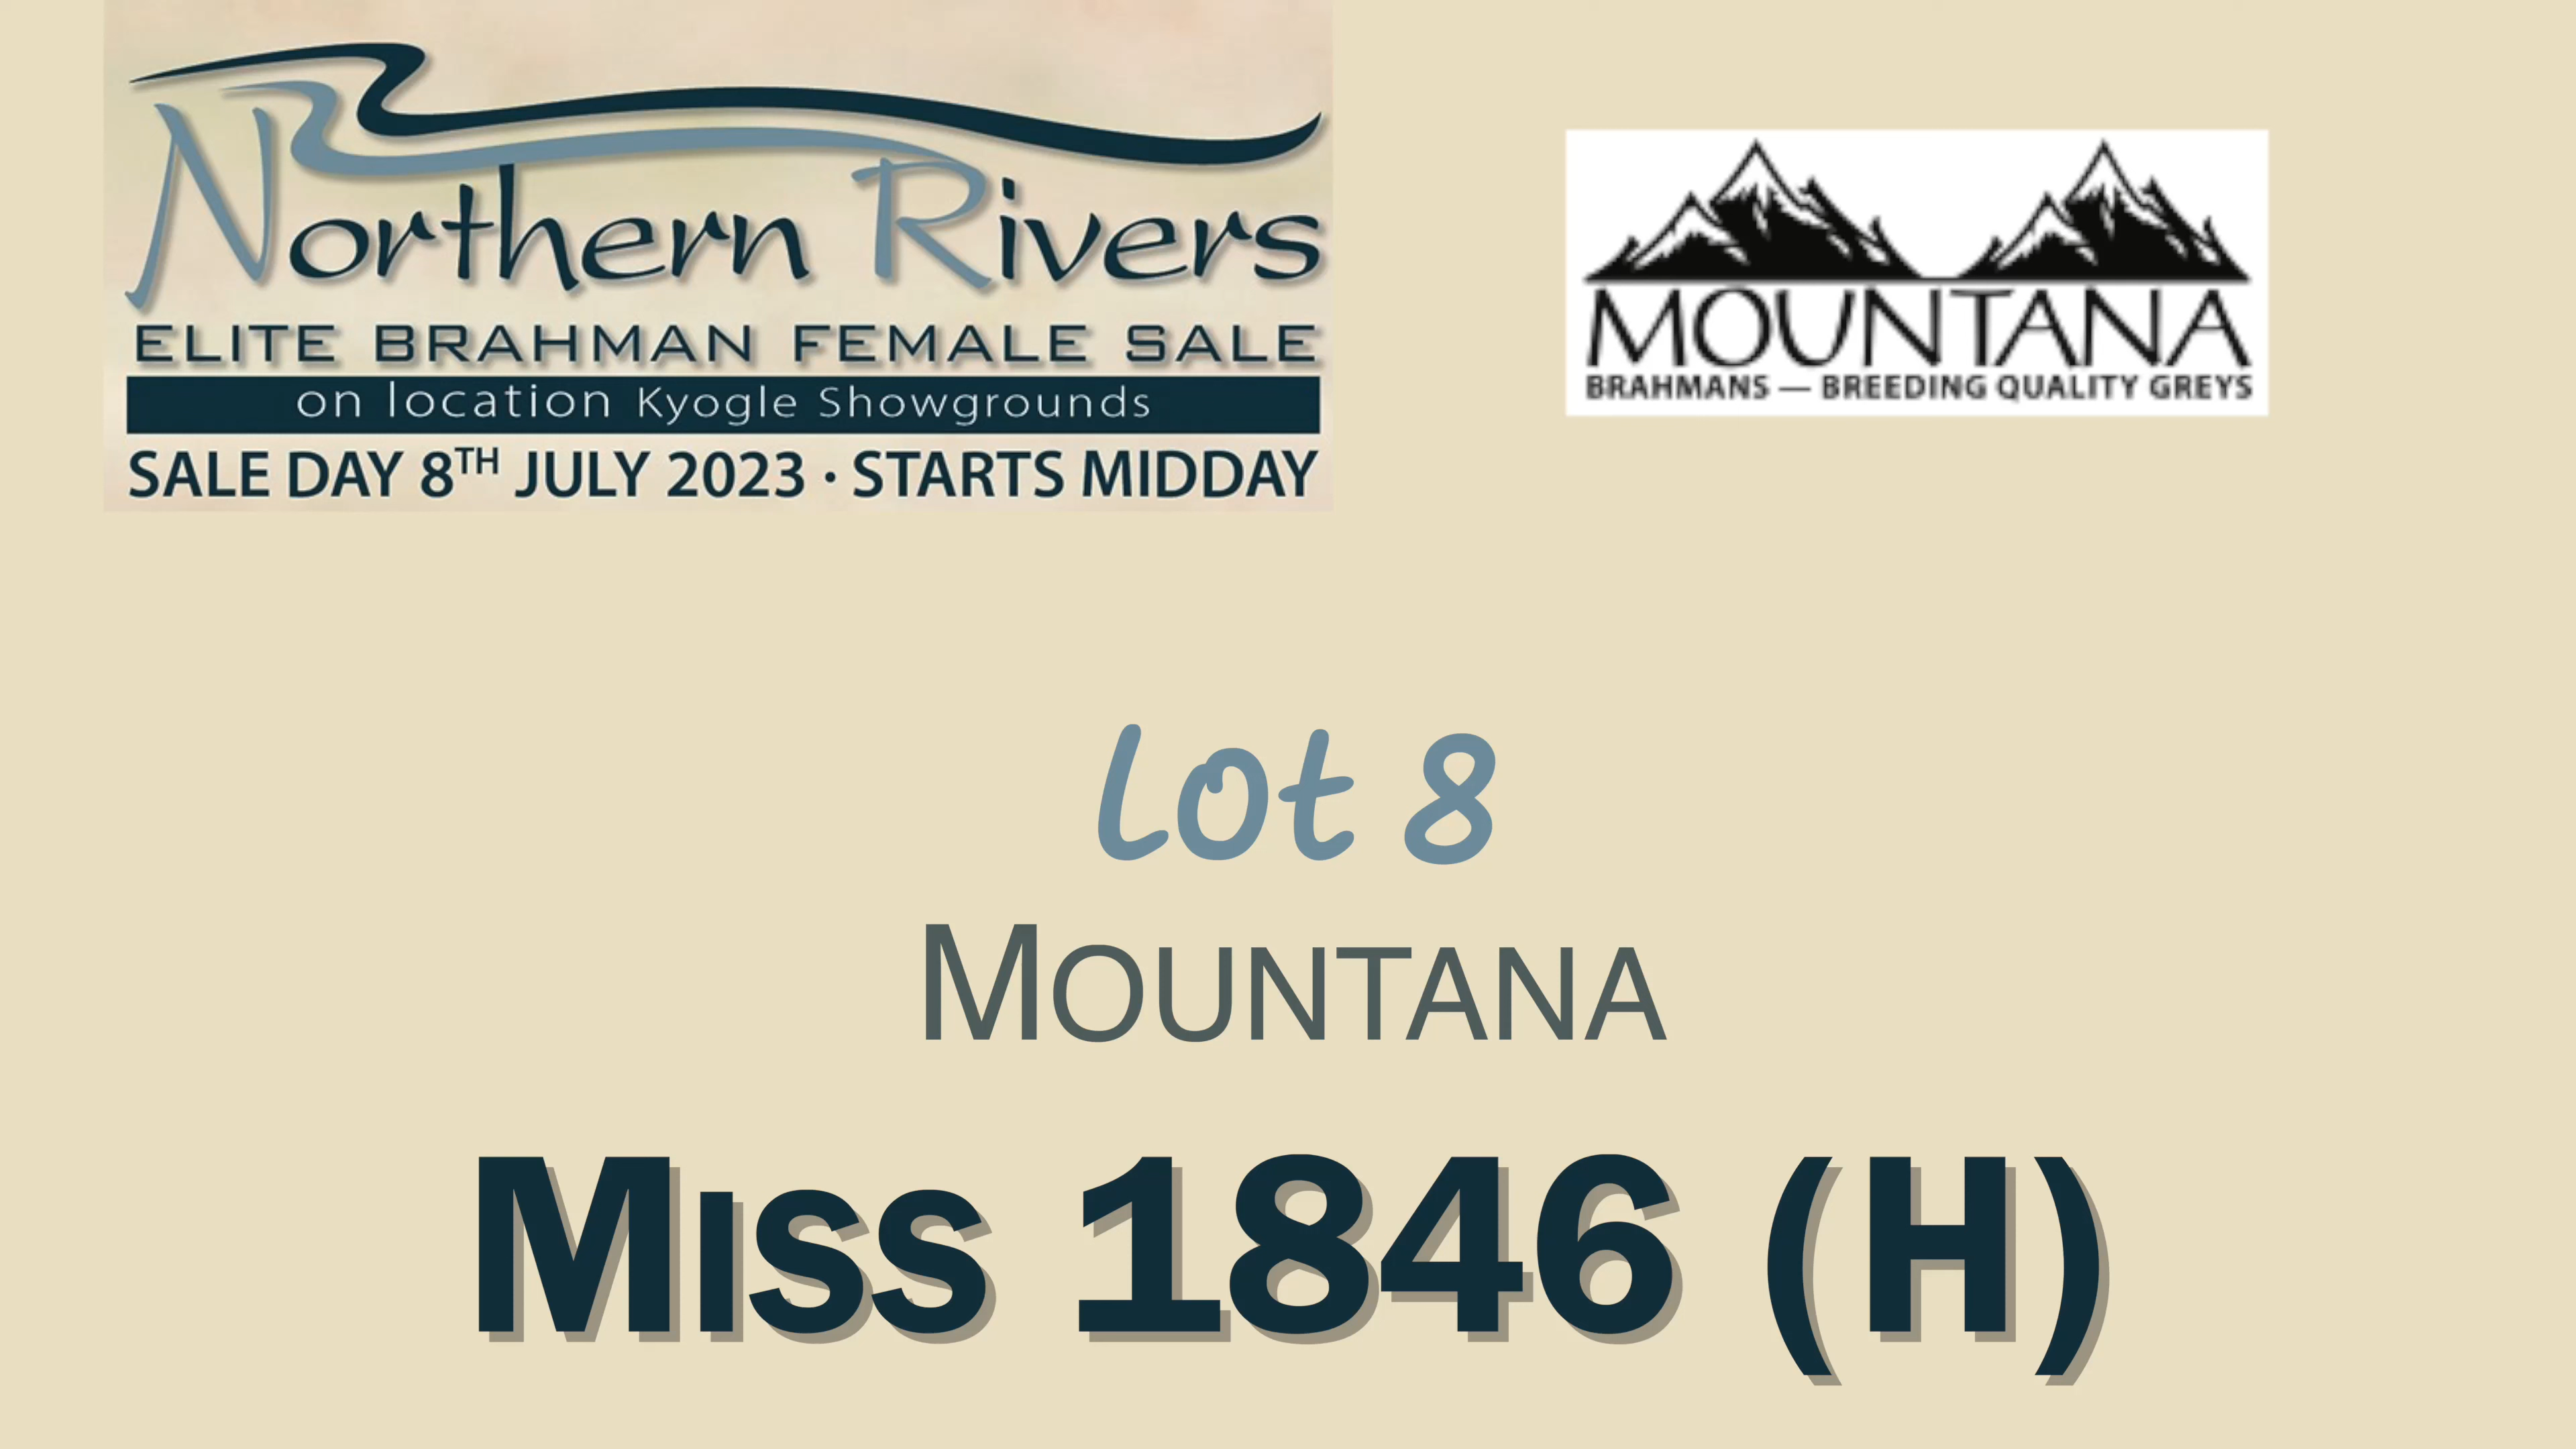 Northern Rivers
ELITE BRAHMAN FEMALE SALE
on location Kyogle Showgrounds
SALE DAY 8TH JULY 2023 · STARTS MIDDAY
MOUNTANA
BRAHMANS — BREEDING QUALITY GREYS
Lot 8
MOUNTANA
MISS 1846 (H)